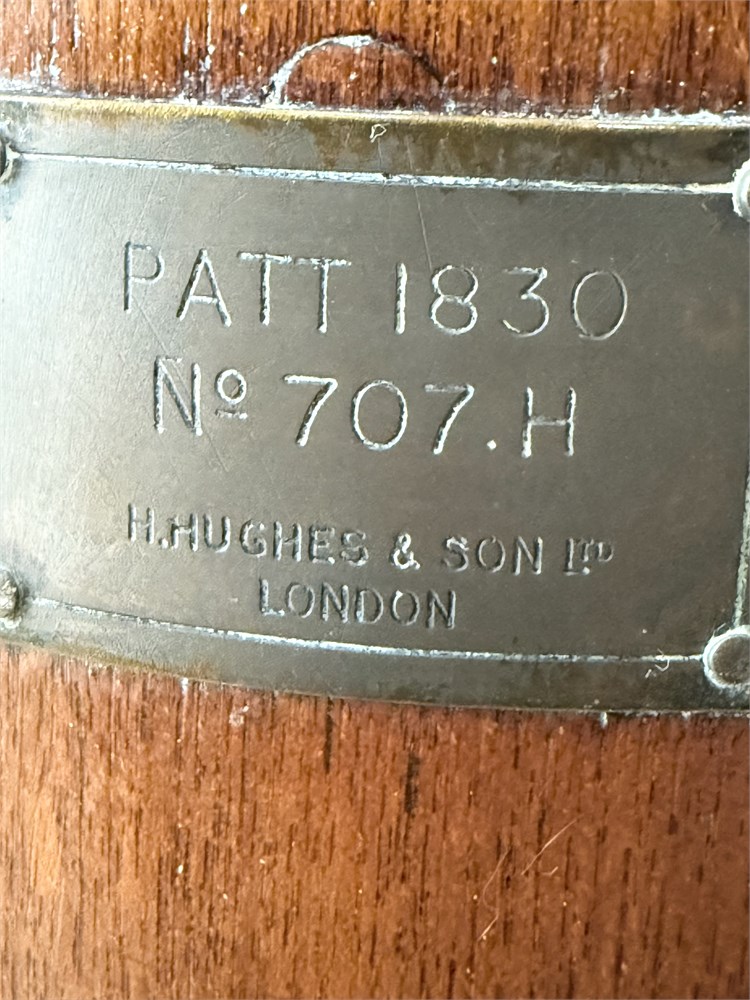 PATT 1830
Nº 707.H
H.HUGHES & SON LTD
LONDON